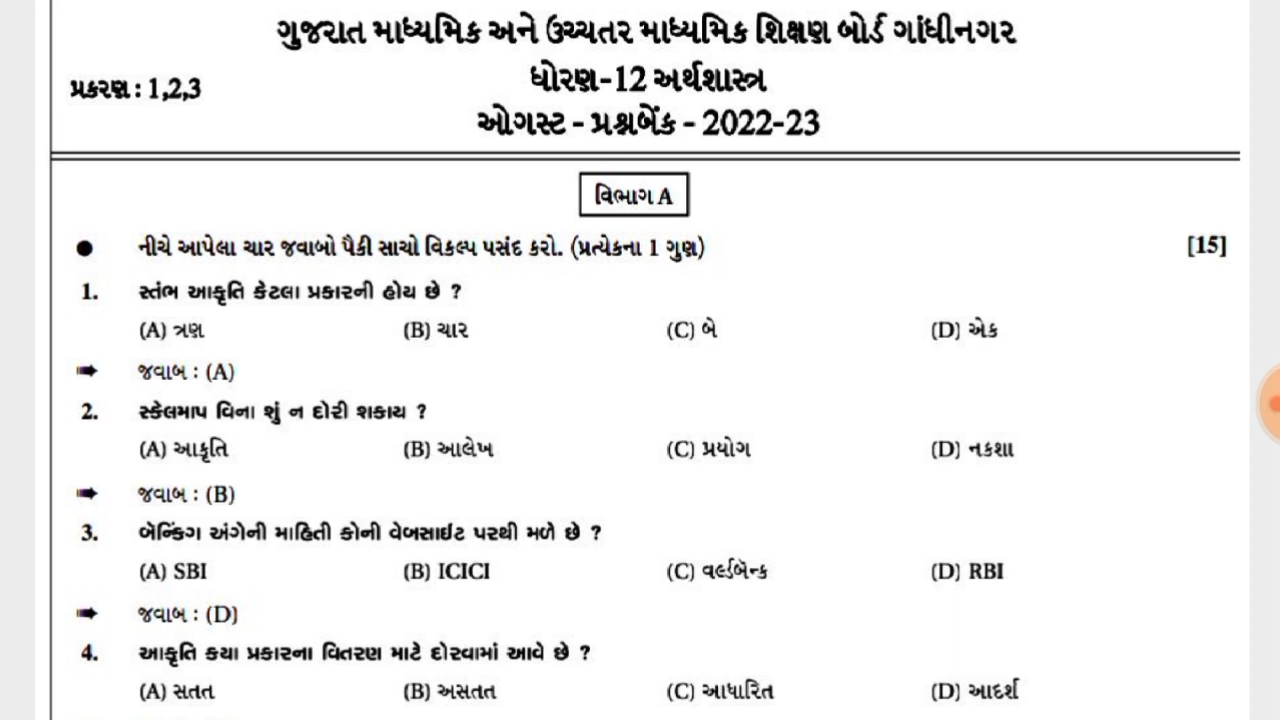 ગુજરાત માધ્યમિક અને ઉચ્ચતર માધ્યમિક શિક્ષણ બોર્ડ ગાંધીનગર
ધોરણ-12 અર્થશાસ્ત્ર
પ્રકરણ : 1,2,3
ઓગસ્ટ - પ્રશ્નબેંક - 2022-23
વિભાગ A
● નીચે આપેલા ચાર જવાબો પૈકી સાચો વિકલ્પ પસંદ કરો. (પ્રત્યેકના 1 ગુણ) [15]
1. સ્તંભ આકૃતિ કેટલા પ્રકારની હોય છે ?
(A) ત્રણ (B) ચાર (C) બે (D) એક
➠ જવાબ : (A)
2. સ્કેલમાપ વિના શું ન દોરી શકાય ?
(A) આકૃતિ (B) આલેખ (C) પ્રયોગ (D) નકશા
➠ જવાબ : (B)
3. બૅન્કિંગ અંગેની માહિતી કોની વેબસાઈટ પરથી મળે છે ?
(A) SBI (B) ICICI (C) વર્લ્ડબૅન્ક (D) RBI
➠ જવાબ : (D)
4. આકૃતિ કયા પ્રકારના વિતરણ માટે દોરવામાં આવે છે ?
(A) સતત (B) અસતત (C) આધારિત (D) આદર્શ